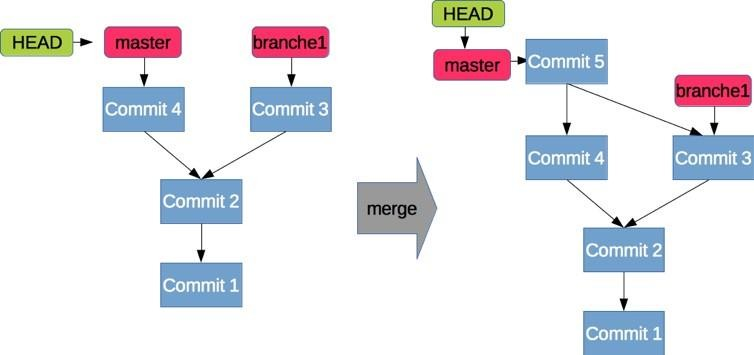 HEAD
master
branche1
Commit 4
Commit 3
Commit 2
Commit 1
merge
HEAD
master
Commit 5
branche1
Commit 4
Commit 3
Commit 2
Commit 1